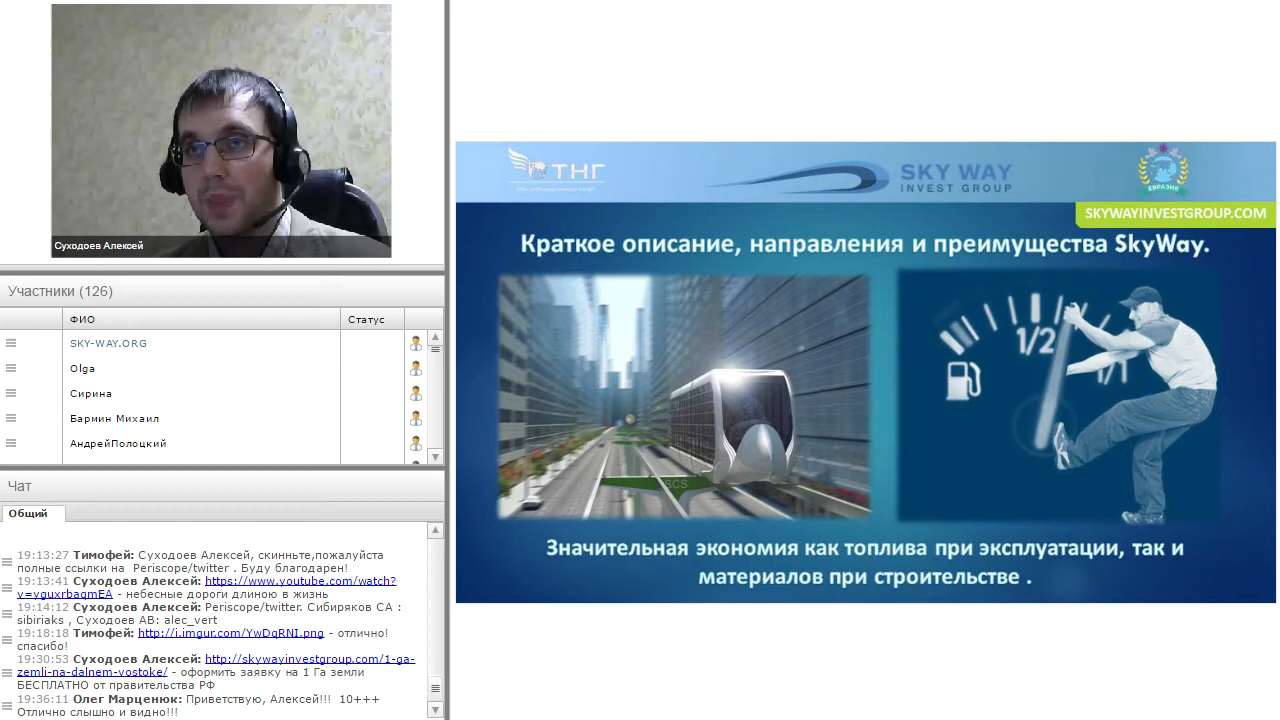 Суходоев Алексей
Участники (126)
ФИО
Статус
SKY-WAY.ORG
Olga
Сирина
Бармин Михаил
АндрейПолоцкий
Чат
Общий
19:13:27 Тимофей: Суходоев Алексей, скинньте,пожалуйста
полные ссылки на Periscope/twitter . Буду благодарен!
19:13:41 Суходоев Алексей: https://www.youtube.com/watch?
v=yguxrbaqmEA - небесные дороги длиною в жизнь
19:14:12 Суходоев Алексей: Periscope/twitter. Сибиряков СА :
sibiriaks , Суходоев АВ: alec_vert
19:18:18 Тимофей: http://i.imgur.com/YwDqRNI.png - отлично!
спасибо!
19:30:53 Суходоев Алексей: http://skywayinvestgroup.com/1-ga-
zemli-na-dalnem-vostoke/ - оформить заявку на 1 Га земли
БЕСПЛАТНО от правительства РФ
19:36:11 Олег Марценюк: Приветствую, Алексей!!! 10+++
Отлично слышно и видно!!!
ТНГ
SKY WAY
INVEST GROUP
ЕВРАЗИЯ
SKYWAYINVESTGROUP.COM
Краткое описание, направления и преимущества SkyWay.
SCS
1/2
Значительная экономия как топлива при эксплуатации, так и
материалов при строительстве .